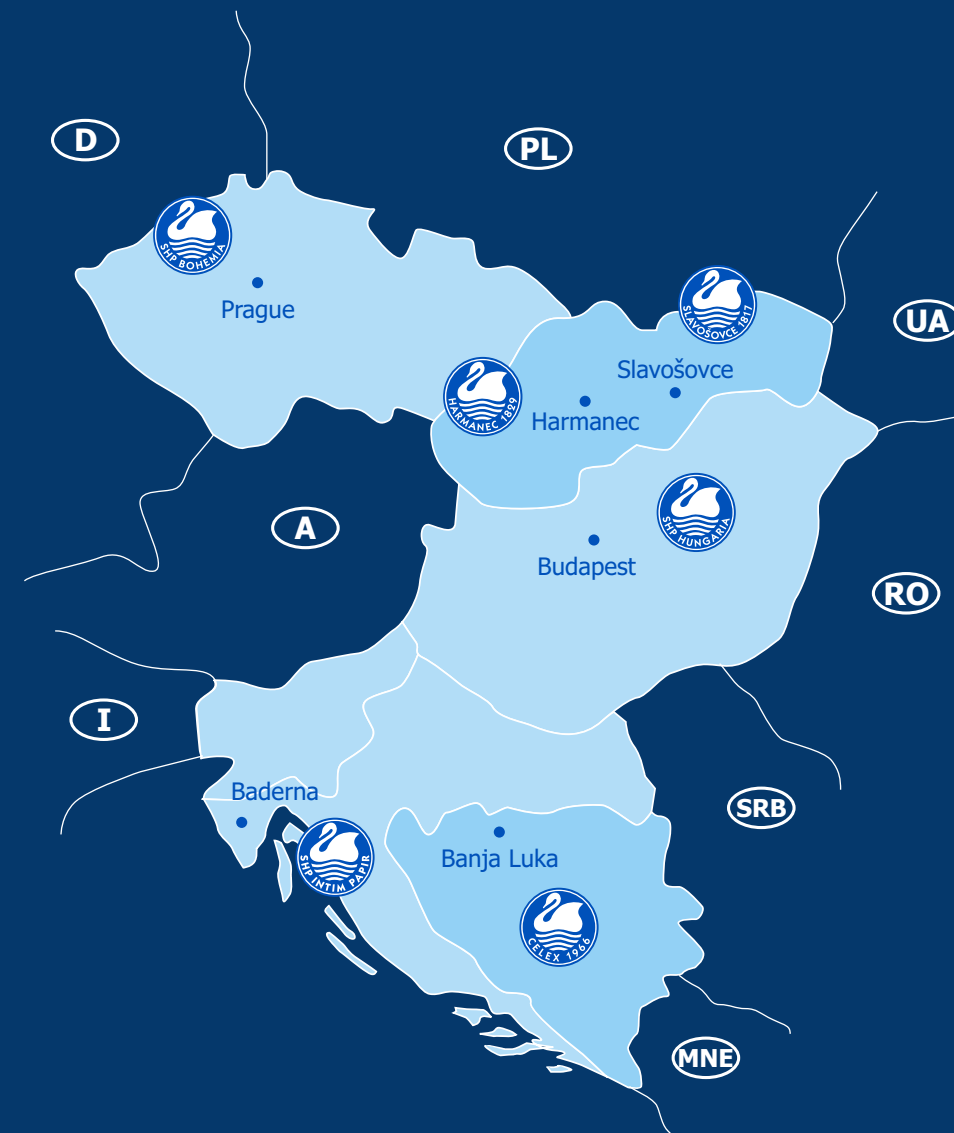 D
PL
SHP BOHEMIA
Prague
SLAVOŠOVCE 1817
UA
Slavošovce
HARMANEC 1829
Harmanec
SHP HUNGARIA
A
Budapest
RO
I
Baderna
SRB
SHP INTIM PAPIR
Banja Luka
CELEX 1966
MNE